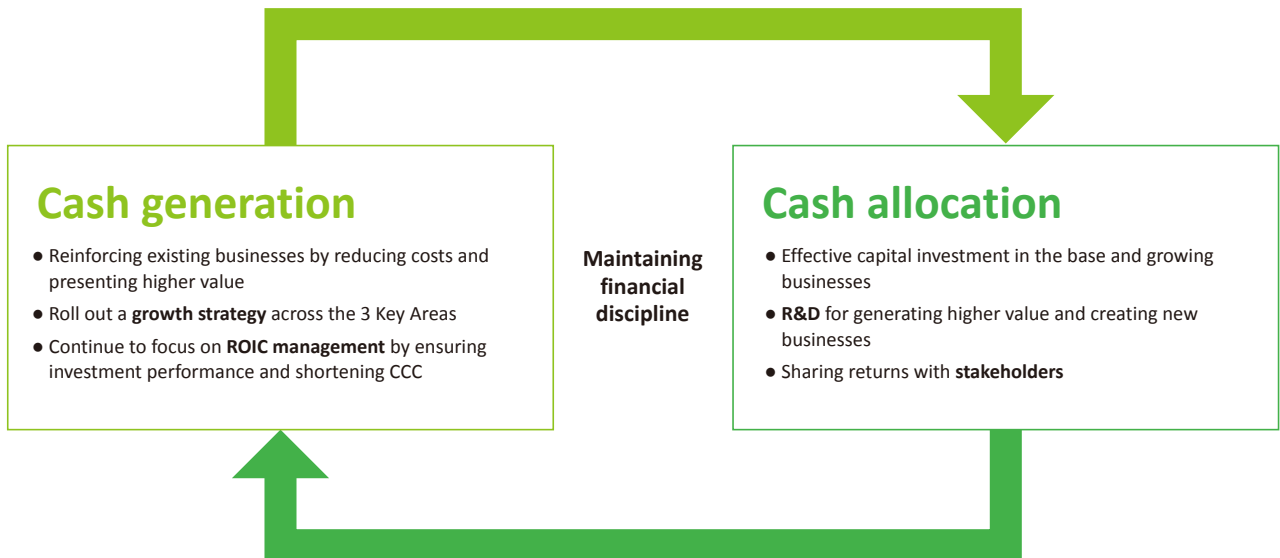 Cash generation
● Reinforcing existing businesses by reducing costs and
presenting higher value
● Roll out a growth strategy across the 3 Key Areas
● Continue to focus on ROIC management by ensuring
investment performance and shortening CCC
Maintaining
financial
discipline
Cash allocation
● Effective capital investment in the base and growing
businesses
● R&D for generating higher value and creating new
businesses
● Sharing returns with stakeholders